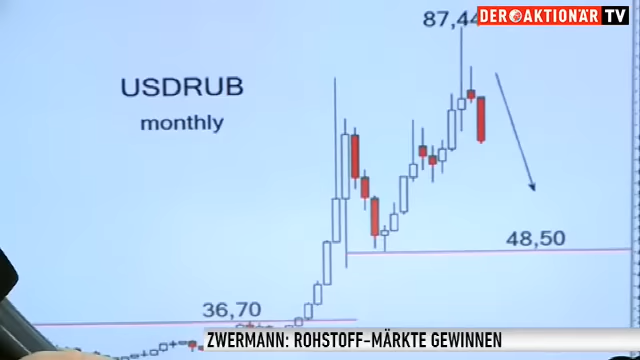 DER AKTIONÄR TV
87,44
USDRUB
monthly
48,50
36,70
ZWERMANN: ROHSTOFF-MÄRKTE GEWINNEN